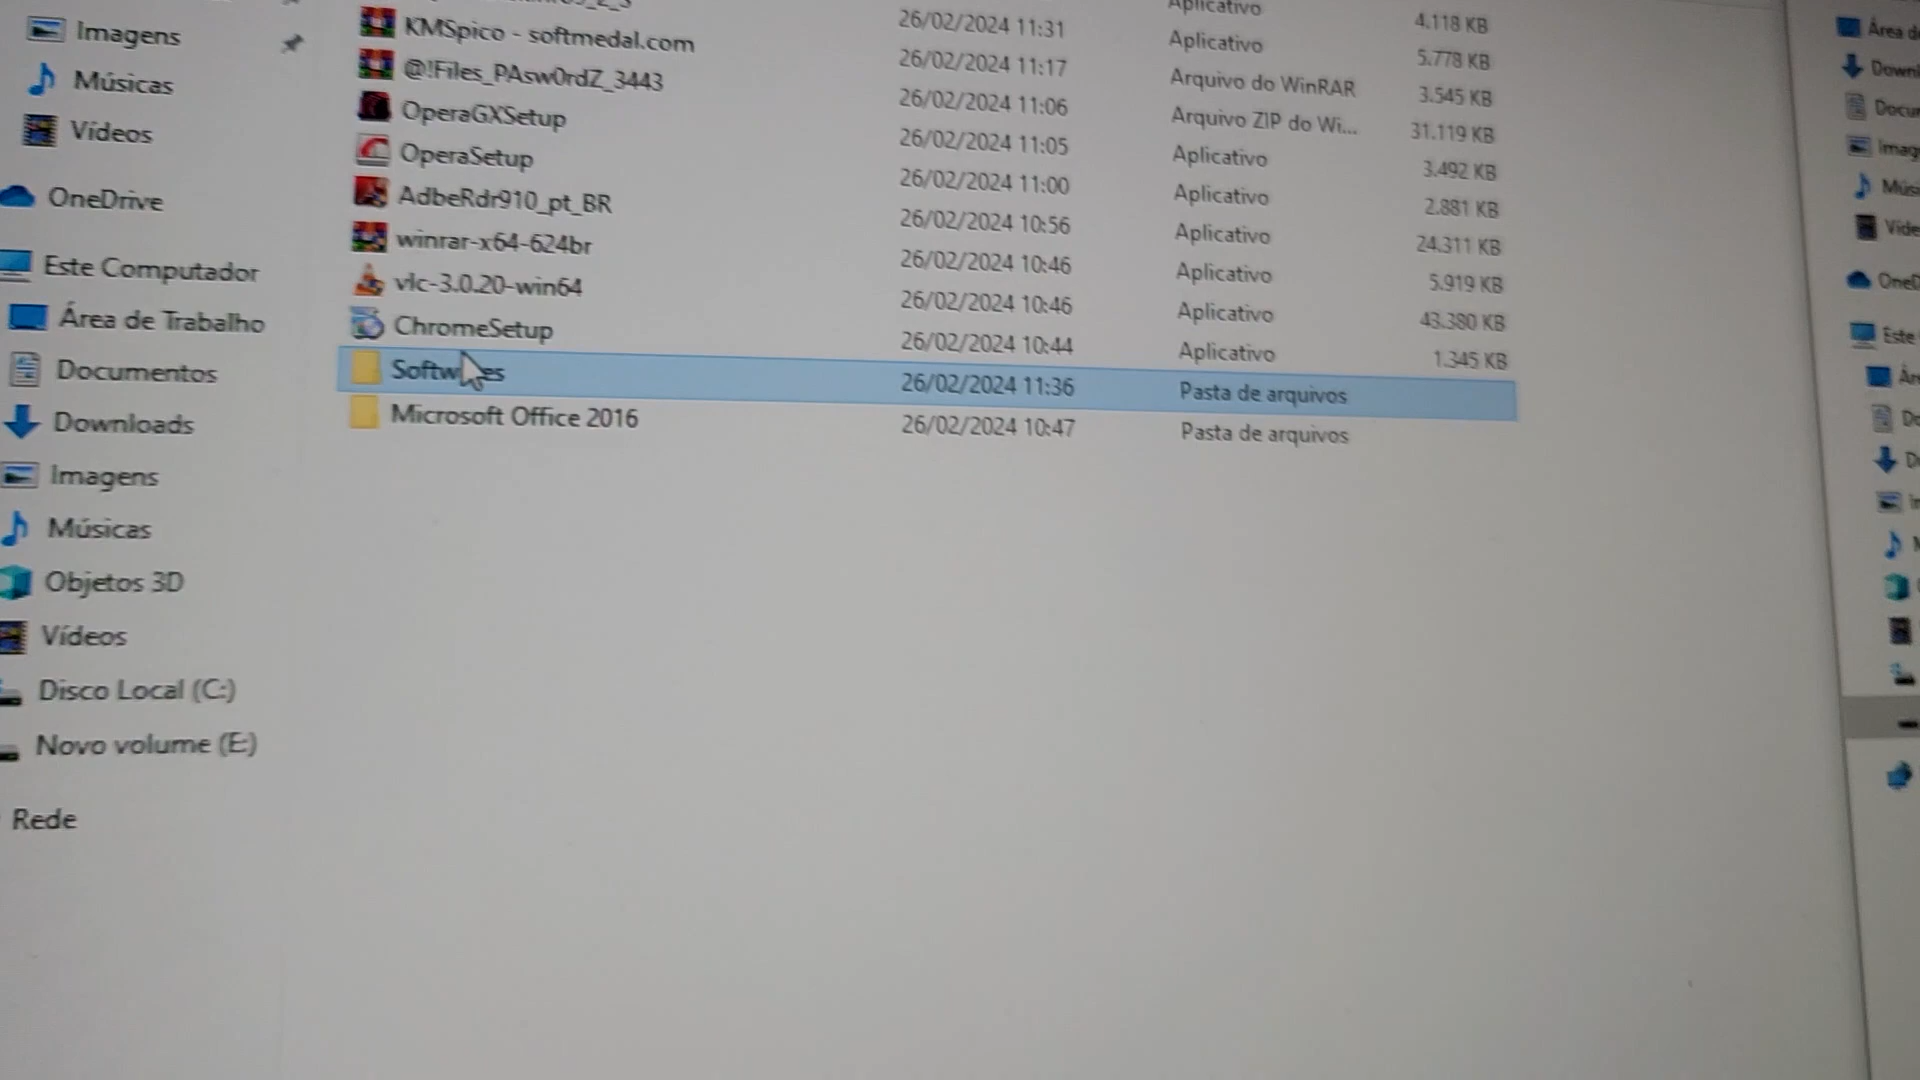 Imagens
Músicas
Vídeos
OneDrive
Este Computador
Área de Trabalho
Documentos
Downloads
Imagens
Músicas
Objetos 3D
Vídeos
Disco Local (C:)
Novo volume (E:)
Rede
Aplicativo
KMSpico - softmedal.com 26/02/2024 11:31 Aplicativo 4.118 KB
@!Files_PAsw0rdZ_3443 26/02/2024 11:17 Arquivo do WinRAR 5.778 KB
OperaGXSetup 26/02/2024 11:06 Arquivo ZIP do Wi... 3.545 KB
OperaSetup 26/02/2024 11:05 Aplicativo 31.119 KB
AdbeRdr910_pt_BR 26/02/2024 11:00 Aplicativo 3.492 KB
winrar-x64-624br 26/02/2024 10:56 Aplicativo 2.881 KB
vlc-3.0.20-win64 26/02/2024 10:46 Aplicativo 24.311 KB
ChromeSetup 26/02/2024 10:46 Aplicativo 5.919 KB
26/02/2024 10:44 Aplicativo 43.380 KB
1.345 KB
26/02/2024 11:36 Pasta de arquivos
Microsoft Office 2016 26/02/2024 10:47 Pasta de arquivos